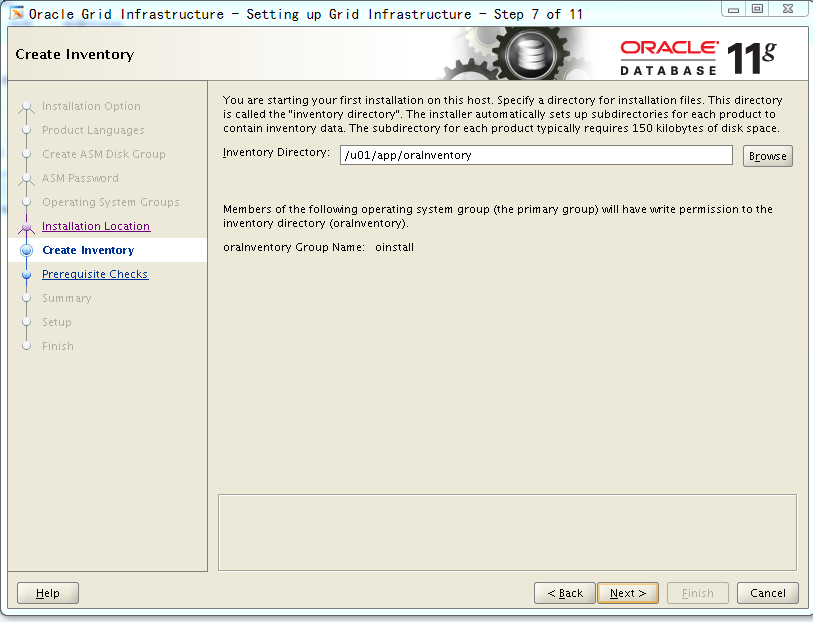 Oracle Grid Infrastructure - Setting up Grid Infrastructure - Step 7 of 11
Create Inventory
ORACLE
DATABASE 11g
Installation Option
Product Languages
Create ASM Disk Group
ASM Password
Operating System Groups
Installation Location
Create Inventory
Prerequisite Checks
Summary
Setup
Finish
You are starting your first installation on this host. Specify a directory for installation files. This directory
is called the "inventory directory". The installer automatically sets up subdirectories for each product to
contain inventory data. The subdirectory for each product typically requires 150 kilobytes of disk space.
Inventory Directory: /u01/app/oraInventory Browse
Members of the following operating system group (the primary group) will have write permission to the
inventory directory (oraInventory).
oraInventory Group Name: oinstall
Help < Back Next > Finish Cancel